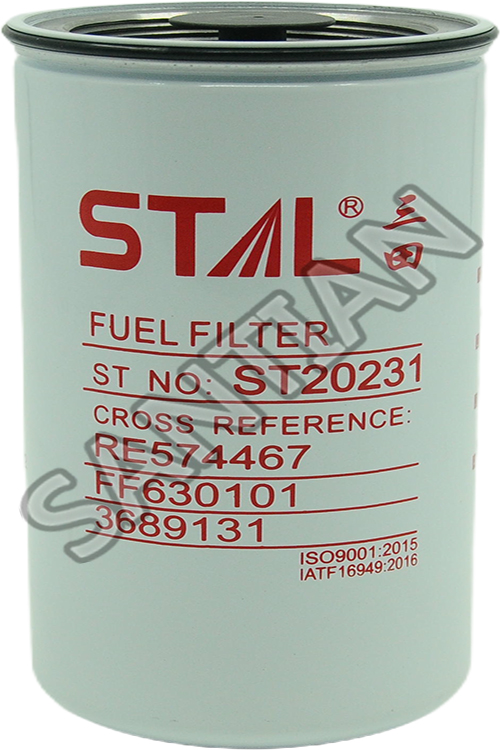 STAL® 三田
FUEL FILTER
ST NO: ST20231
CROSS REFERENCE:
RE574467
FF630101
3689131
ISO9001:2015
IATF16949:2016
SANTIAN